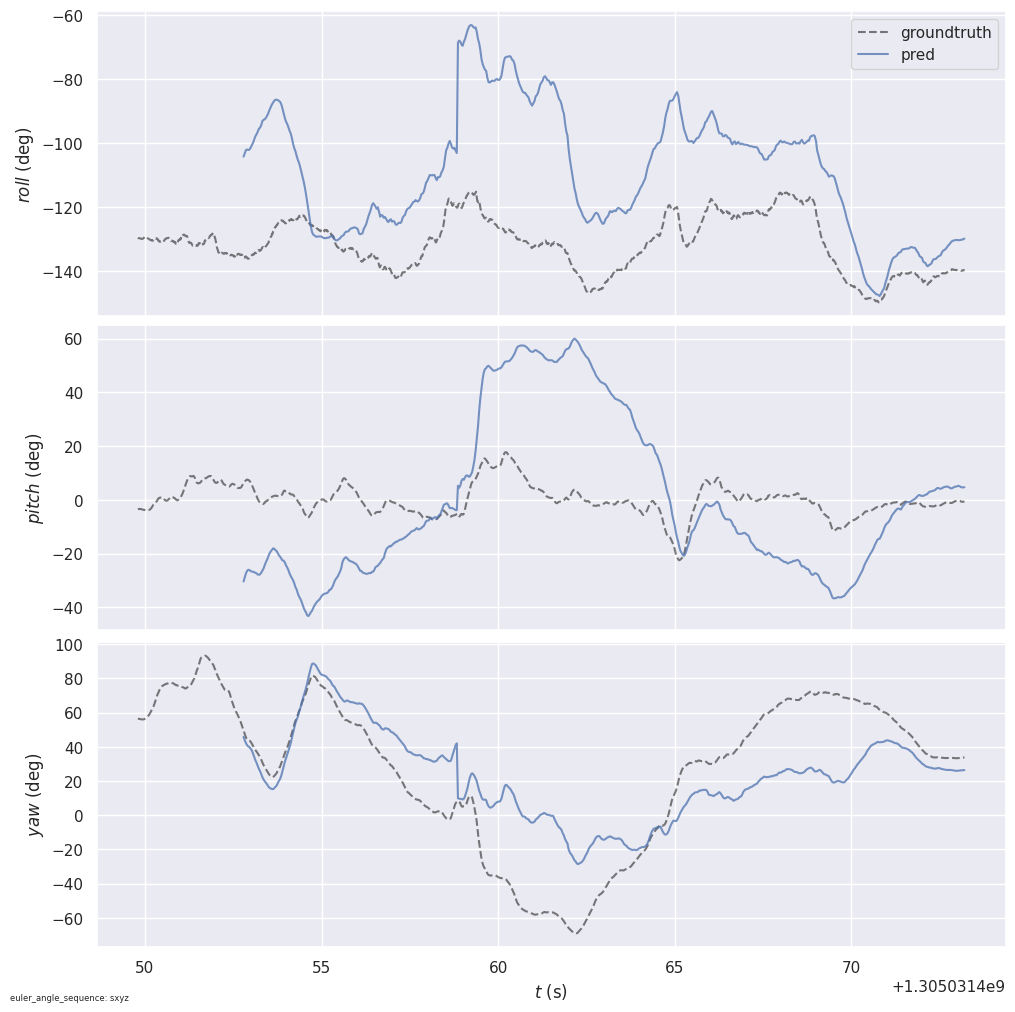 −60
−80
−100
−120
−140
roll (deg)
groundtruth
pred
60
40
20
0
−20
−40
pitch (deg)
100
80
60
40
20
0
−20
−40
−60
yaw (deg)
50 55 60 65 70
t (s)
+1.3050314e9
euler_angle_sequence: sxyz